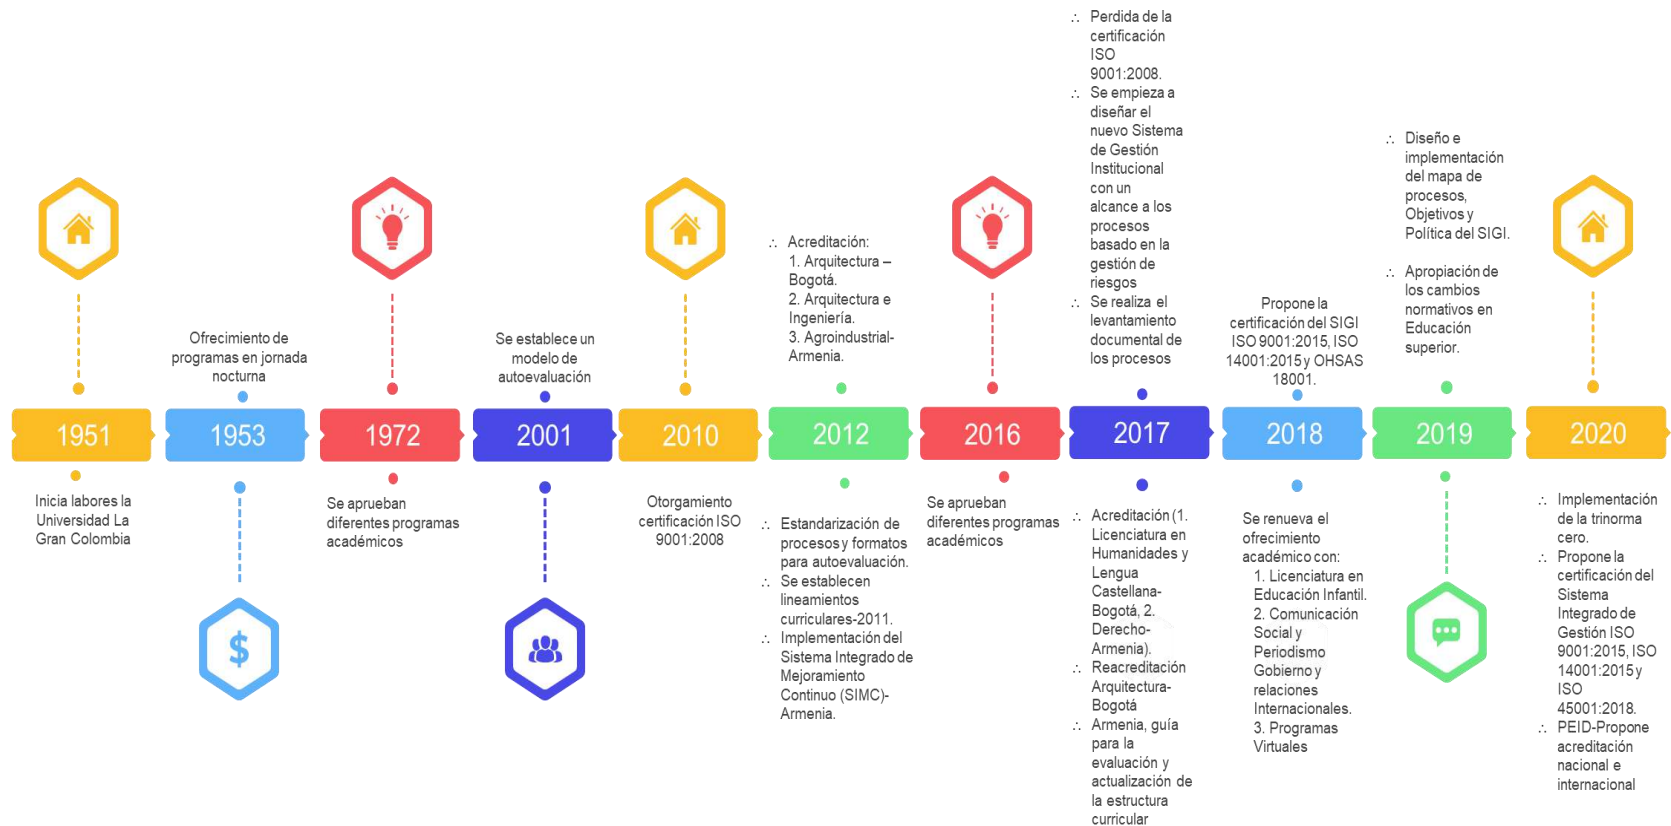 1951
Inicia labores la
Universidad La
Gran Colombia
Ofrecimiento de
programas en jornada
nocturna
1953
$
1972
Se aprueban
diferentes programas
académicos
Se establece un
modelo de
autoevaluación
2001
2010
Otorgamiento
certificación ISO
9001:2008
∴ Acreditación:
1. Arquitectura –
Bogotá.
2. Arquitectura e
Ingeniería.
3. Agroindustrial-
Armenia.
2012
∴ Estandarización de
procesos y formatos
para autoevaluación.
∴ Se establecen
lineamientos
curriculares-2011.
∴ Implementación del
Sistema Integrado de
Mejoramiento
Continuo (SIMC)-
Armenia.
2016
Se aprueban
diferentes programas
académicos
∴ Perdida de la
certificación
ISO
9001:2008.
∴ Se empieza a
diseñar el
nuevo Sistema
de Gestión
Institucional
con un
alcance a los
procesos
basado en la
gestión de
riesgos
∴ Se realiza el
levantamiento
documental de
los procesos
2017
∴ Acreditación (1.
Licenciatura en
Humanidades y
Lengua
Castellana-
Bogotá, 2.
Derecho-
Armenia).
∴ Reacreditación
Arquitectura-
Bogotá
∴ Armenia, guía
para la
evaluación y
actualización de
la estructura
curricular
Propone la
certificación del SIGI
ISO 9001:2015, ISO
14001:2015 y OHSAS
18001.
2018
Se renueva el
ofrecimiento
académico con:
1. Licenciatura en
Educación Infantil.
2. Comunicación
Social y
Periodismo
Gobierno y
relaciones
Internacionales.
3. Programas
Virtuales
∴ Diseño e
implementación
del mapa de
procesos,
Objetivos y
Política del SIGI.
∴ Apropiación de
los cambios
normativos en
Educación
superior.
2019
2020
∴ Implementación
de la trinorma
cero.
∴ Propone la
certificación del
Sistema
Integrado de
Gestión ISO
9001:2015, ISO
14001:2015 y
ISO
45001:2018.
∴ PEID-Propone
acreditación
nacional e
internacional